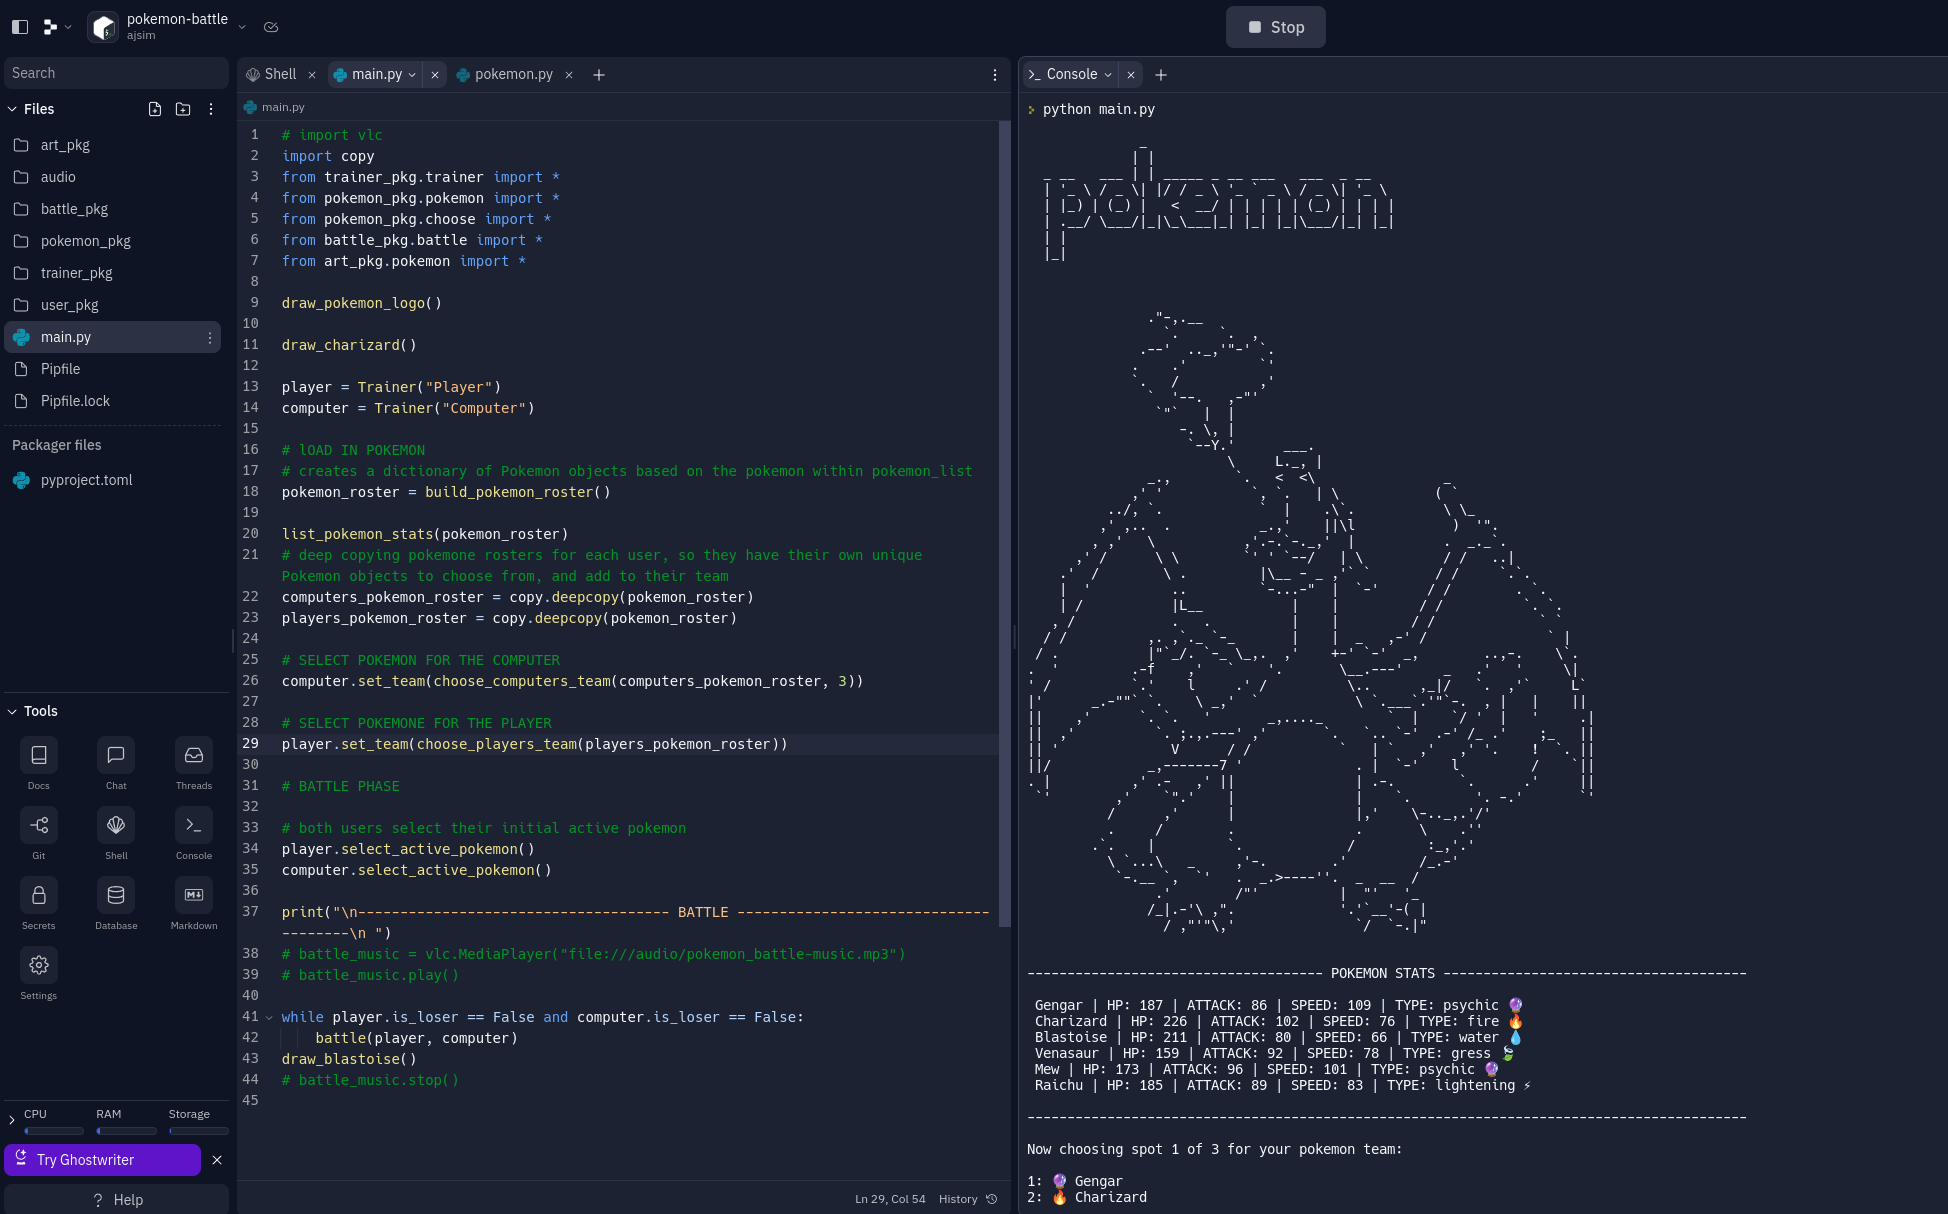 pokemon-battle
ajsim
Stop
Search
Files
art_pkg
audio
battle_pkg
pokemon_pkg
trainer_pkg
user_pkg
main.py
Pipfile
Pipfile.lock
Packager files
pyproject.toml
Tools
Docs
Chat
Threads
Git
Shell
Console
Secrets
Database
Markdown
Settings
CPU
RAM
Storage
Try Ghostwriter
? Help
Shell
main.py
pokemon.py
main.py
1 # import vlc
2 import copy
3 from trainer_pkg.trainer import *
4 from pokemon_pkg.pokemon import *
5 from pokemon_pkg.choose import *
6 from battle_pkg.battle import *
7 from art_pkg.pokemon import *
8
9 draw_pokemon_logo()
10
11 draw_charizard()
12
13 player = Trainer("Player")
14 computer = Trainer("Computer")
15
16 # lOAD IN POKEMON
17 # creates a dictionary of Pokemon objects based on the pokemon within pokemon_list
18 pokemon_roster = build_pokemon_roster()
19
20 list_pokemon_stats(pokemon_roster)
21 # deep copying pokemone rosters for each user, so they have their own unique
Pokemon objects to choose from, and add to their team
22 computers_pokemon_roster = copy.deepcopy(pokemon_roster)
23 players_pokemon_roster = copy.deepcopy(pokemon_roster)
24
25 # SELECT POKEMON FOR THE COMPUTER
26 computer.set_team(choose_computers_team(computers_pokemon_roster, 3))
27
28 # SELECT POKEMONE FOR THE PLAYER
29 player.set_team(choose_players_team(players_pokemon_roster))
30
31 # BATTLE PHASE
32
33 # both users select their initial active pokemon
34 player.select_active_pokemon()
35 computer.select_active_pokemon()
36
37 print("\n------------------------------------- BATTLE ------------------------------
--------\n ")
38 # battle_music = vlc.MediaPlayer("file:///audio/pokemon_battle-music.mp3")
39 # battle_music.play()
40
41 while player.is_loser == False and computer.is_loser == False:
42 battle(player, computer)
43 draw_blastoise()
44 # battle_music.stop()
45
Ln 29, Col 54
History
Console
python main.py
----------------------------------- POKEMON STATS -------------------------------------
Gengar | HP: 187 | ATTACK: 86 | SPEED: 109 | TYPE: psychic 🔮
Charizard | HP: 226 | ATTACK: 102 | SPEED: 76 | TYPE: fire 🔥
Blastoise | HP: 211 | ATTACK: 80 | SPEED: 66 | TYPE: water 💧
Venasaur | HP: 159 | ATTACK: 92 | SPEED: 78 | TYPE: gress 🍃
Mew | HP: 173 | ATTACK: 96 | SPEED: 101 | TYPE: psychic 🔮
Raichu | HP: 185 | ATTACK: 89 | SPEED: 83 | TYPE: lightening ⚡
------------------------------------------------------------------------------------------
Now choosing spot 1 of 3 for your pokemon team:
1: 🔮 Gengar
2: 🔥 Charizard